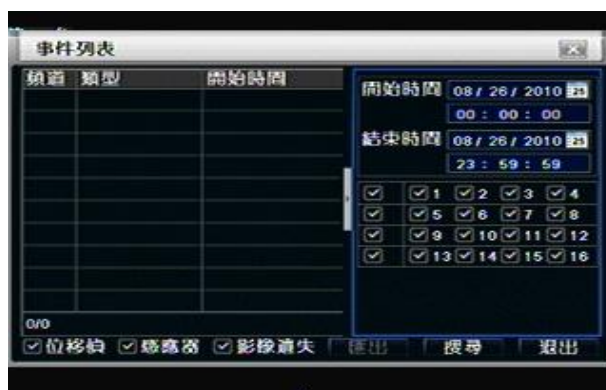 事件列表
頻道 類型 開始時間
開始時間 08 / 26 / 2010
00 : 00 : 00
結束時間 08 / 26 / 2010
23 : 59 : 59
1 2 3 4
5 6 7 8
9 10 11 12
13 14 15 16
0/0
位移偵 感應器 影像遺失 匯出 搜尋 退出